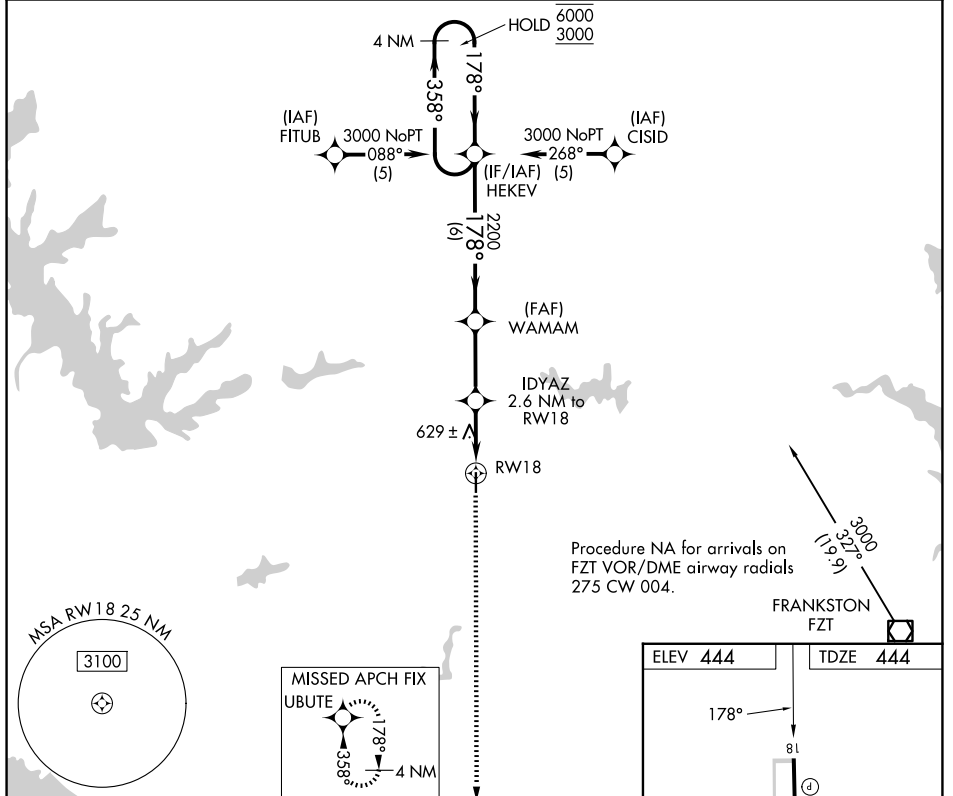 HOLD 6000
3000
4 NM
178°
358°
(IAF)
FITUB
3000 NoPT
088°
(5)
3000 NoPT
268°
(5)
(IAF)
CISID
(IF/IAF)
HEKEV
2200
178°
(6)
(FAF)
WAMAM
IDYAZ
2.6 NM to
RW18
629 ±
RW18
3000
327°
(19.9)
Procedure NA for arrivals on
FZT VOR/DME airway radials
275 CW 004.
FRANKSTON
FZT
MSA RW18 25 NM
3100
MISSED APCH FIX
UBUTE
178°
358°
4 NM
ELEV 444
TDZE 444
178°
18
P